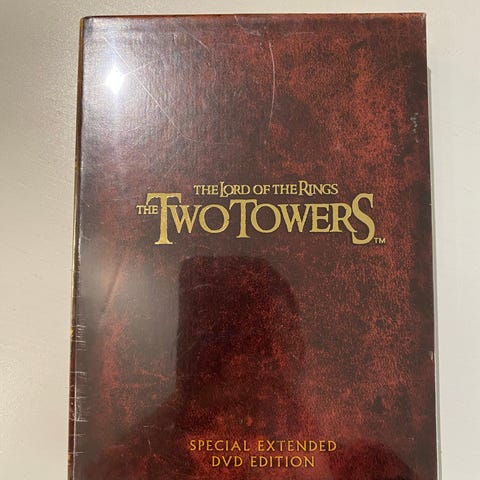 THE LORD OF THE RINGS
THE TWO TOWERS™
SPECIAL EXTENDED
DVD EDITION